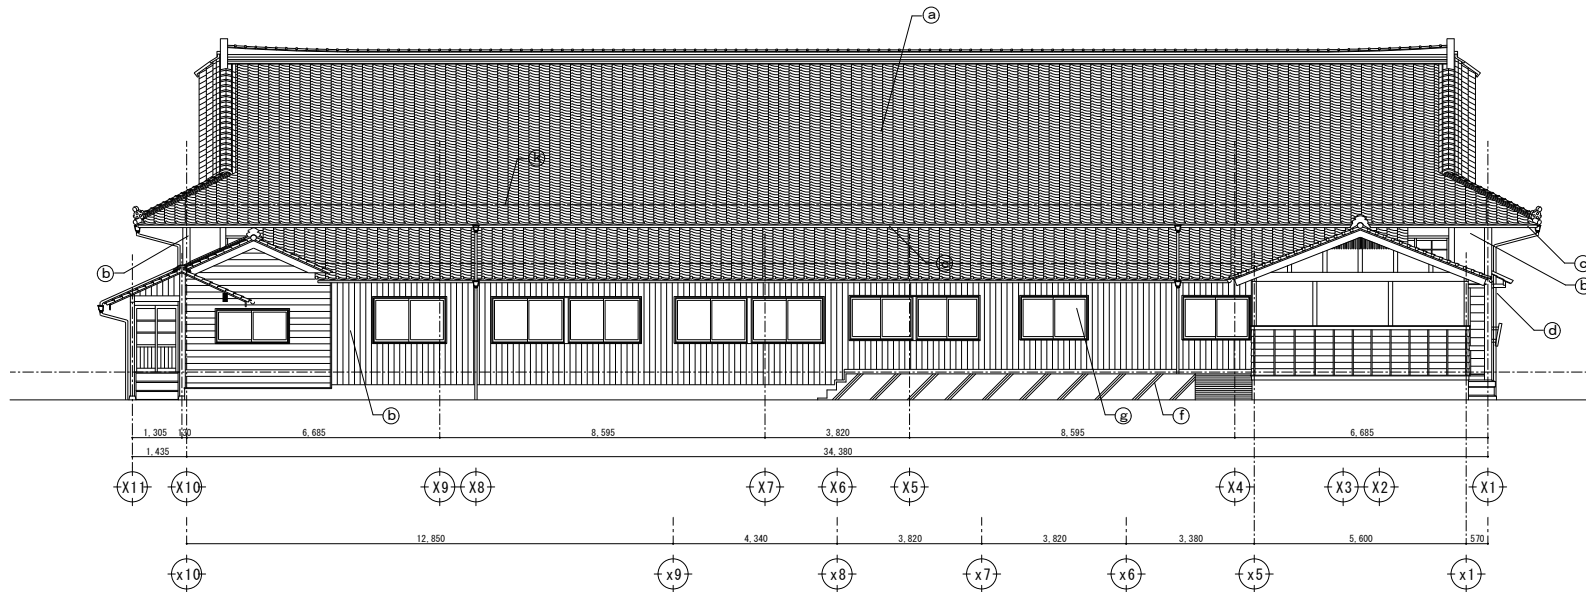 ⓐ
ⓚ
ⓑ ⓒ ⓒ
ⓑ
ⓓ
ⓑ ⓖ ⓕ
1,305 130 6,685 8,595 3,820 8,595 6,685
1,435 34,380
X11 X10 X9 X8 X7 X6 X5 X4 X3 X2 X1
12,850 4,340 3,820 3,820 3,380 5,600 570
x10 x9 x8 x7 x6 x5 x1